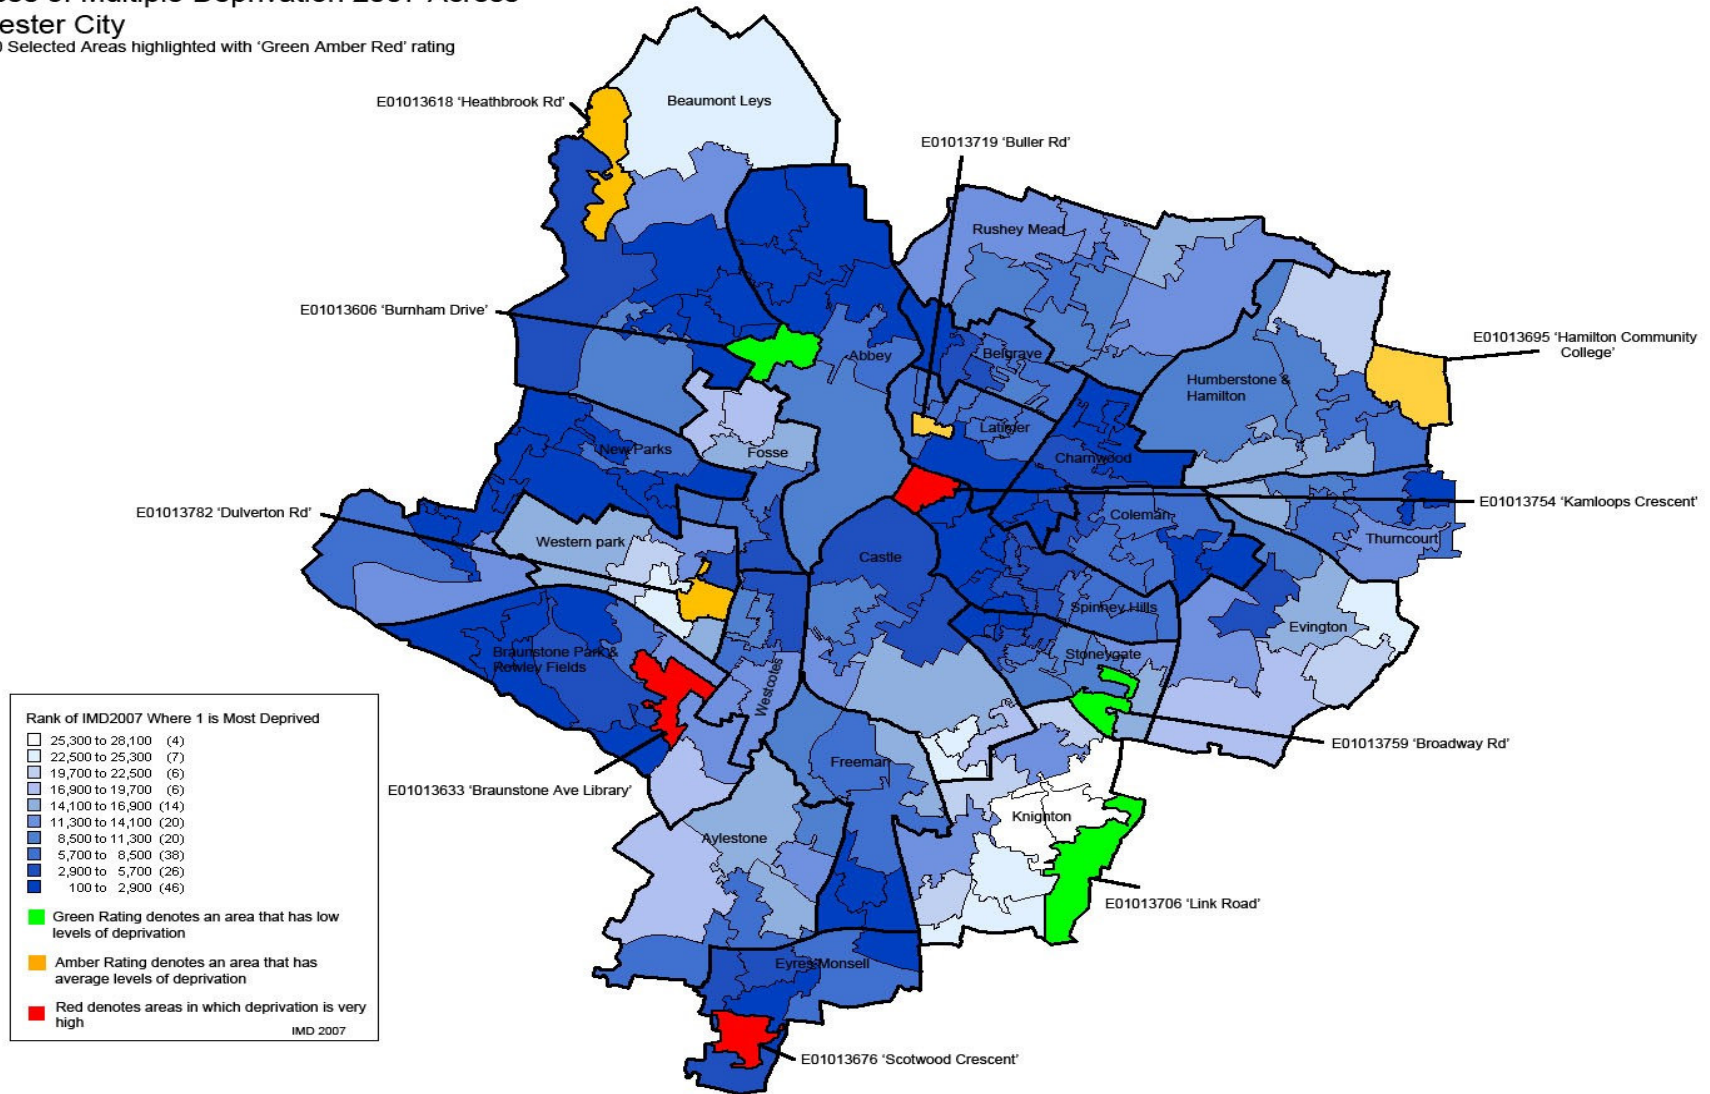 ester City
0 Selected Areas highlighted with ‘Green Amber Red’ rating
E01013618 ‘Heathbrook Rd’
Beaumont Leys
E01013719 ‘Buller Rd’
Rushey Mead
E01013606 ‘Burnham Drive’
E01013695 ‘Hamilton Community
College’
Abbey
Belgrave
Humberstone &
Hamilton
Latimer
New Parks
Fosse
Charnwood
E01013754 ‘Kamloops Crescent’
E01013782 ‘Dulverton Rd’
Coleman
Western park
Thurncourt
Castle
Spinney Hills
Evington
Braunstone Park &
Rowley Fields
Stoneygate
Westcotes
E01013759 ‘Broadway Rd’
Freeman
E01013633 ‘Braunstone Ave Library’
Knighton
Aylestone
E01013706 ‘Link Road’
Eyres Monsell
E01013676 ‘Scotwood Crescent’
Rank of IMD2007 Where 1 is Most Deprived
25,300 to 28,100 (4)
22,500 to 25,300 (7)
19,700 to 22,500 (6)
16,900 to 19,700 (6)
14,100 to 16,900 (14)
11,300 to 14,100 (20)
8,500 to 11,300 (20)
5,700 to 8,500 (38)
2,900 to 5,700 (26)
100 to 2,900 (46)
Green Rating denotes an area that has low
levels of deprivation
Amber Rating denotes an area that has
average levels of deprivation
Red denotes areas in which deprivation is very
high
IMD 2007